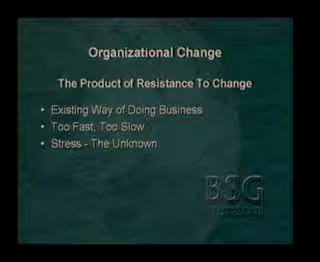 Organizational Change
The Product of Resistance To Change
• Existing Way of Doing Business
• Too Fast, Too Slow
• Stress - The Unknown
BSG